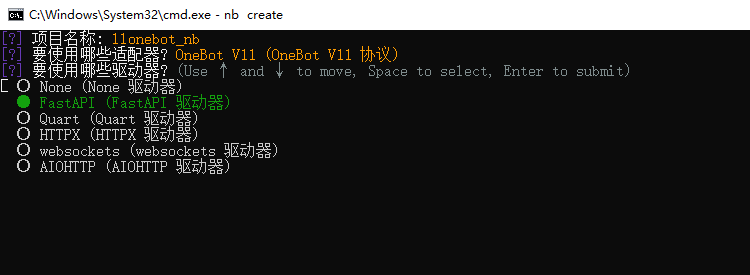 C:\Windows\System32\cmd.exe - nb create
[?] 项目名称: llonebot_nb
[?] 要使用哪些适配器? OneBot V11 (OneBot V11 协议)
[?] 要使用哪些驱动器? (Use ↑ and ↓ to move, Space to select, Enter to submit)
[ ○ None (None 驱动器)
● FastAPI (FastAPI 驱动器)
○ Quart (Quart 驱动器)
○ HTTPX (HTTPX 驱动器)
○ websockets (websockets 驱动器)
○ AIOHTTP (AIOHTTP 驱动器)